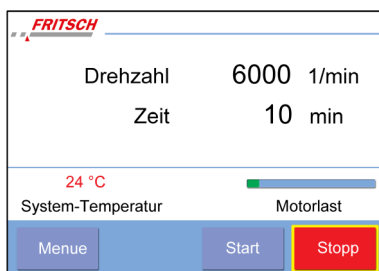 FRITSCH
Drehzahl 6000 1/min
Zeit 10 min
24 °C
System-Temperatur Motorlast
Menue Start Stopp